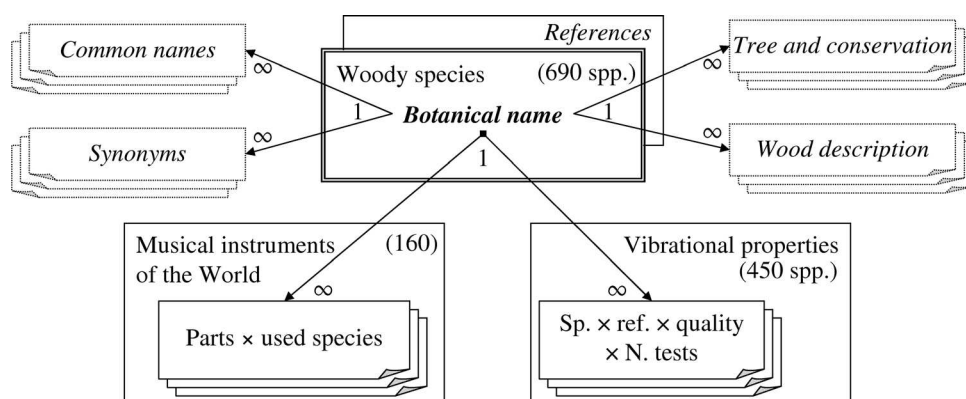 References
Common names
∞
Woody species
(690 spp.)
Tree and conservation
∞
1
Botanical name
1
Synonyms
∞
1
∞
Wood description
Musical instruments
of the World
(160)
∞
Parts × used species
Vibrational properties
(450 spp.)
∞
Sp. × ref. × quality
× N. tests